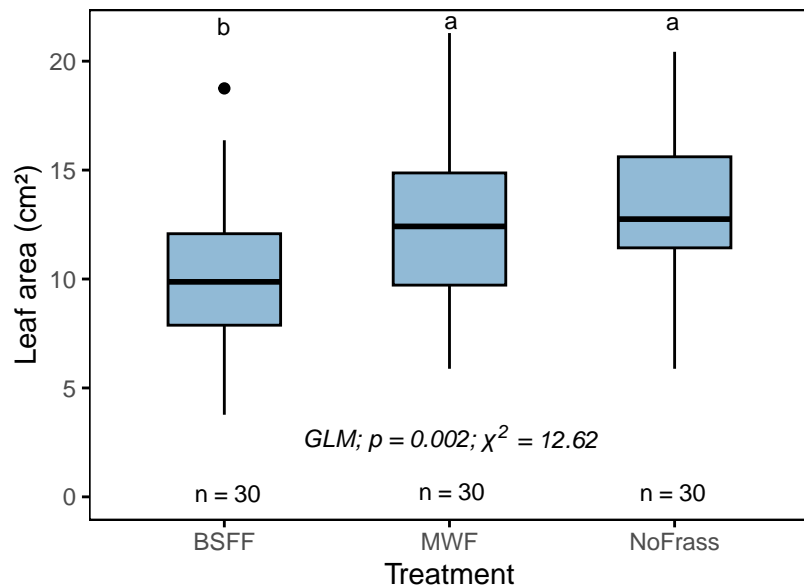 b a a
20
15
10
5
0
Leaf area (cm²)
GLM; p = 0.002; χ² = 12.62
n = 30 n = 30 n = 30
BSFF MWF NoFrass
Treatment